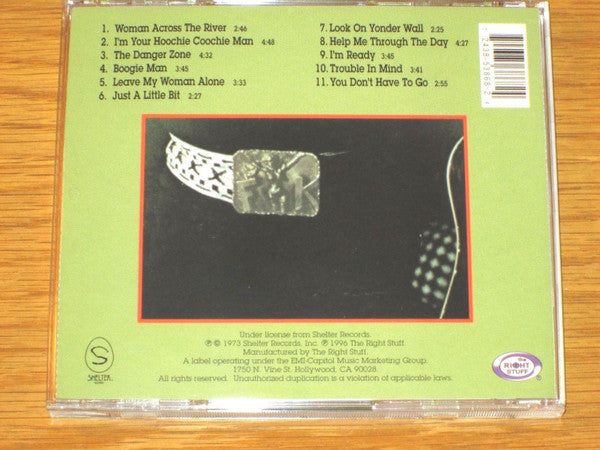 1. Woman Across The River 2:46
2. I'm Your Hoochie Coochie Man 4:48
3. The Danger Zone 4:32
4. Boogie Man 3:45
5. Leave My Woman Alone 3:33
6. Just A Little Bit 2:27
7. Look On Yonder Wall 2:25
8. Help Me Through The Day 4:27
9. I'm Ready 3:45
10. Trouble In Mind 3:41
11. You Don't Have To Go 2:55
Under license from Shelter Records.
℗ © 1973 Shelter Records, Inc. ℗ 1996 The Right Stuff.
Manufactured by The Right Stuff.
A label operating under the EMI-Capitol Music Marketing Group.
1750 N. Vine St. Hollywood, CA 90028.
All rights reserved. Unauthorized duplication is a violation of applicable laws.
S
SHELTER
the
RIGHT
STUFF